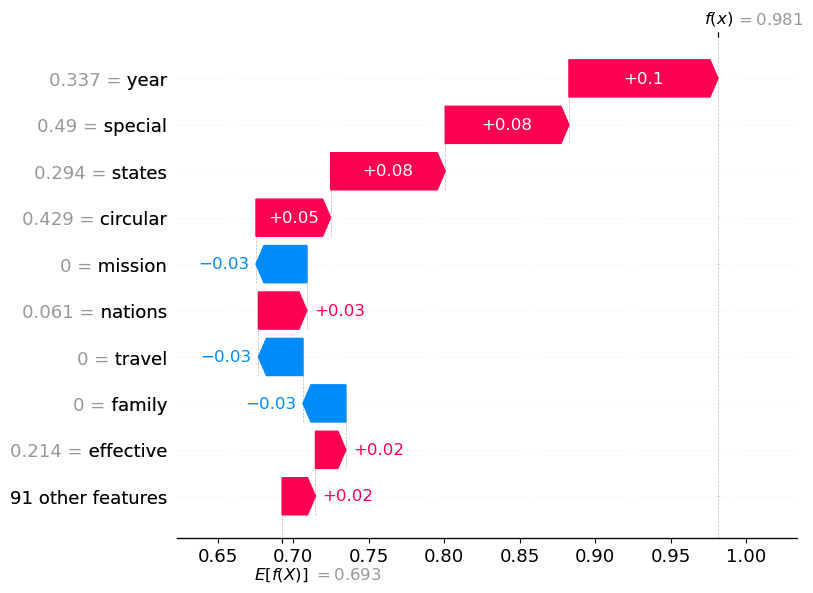 f(x) = 0.981
0.337 = year
+0.1
0.49 = special
+0.08
0.294 = states
+0.08
0.429 = circular
+0.05
0 = mission
−0.03
0.061 = nations
+0.03
0 = travel
−0.03
0 = family
−0.03
0.214 = effective
+0.02
91 other features
+0.02
0.65 0.70 0.75 0.80 0.85 0.90 0.95 1.00
E[f(X)] = 0.693